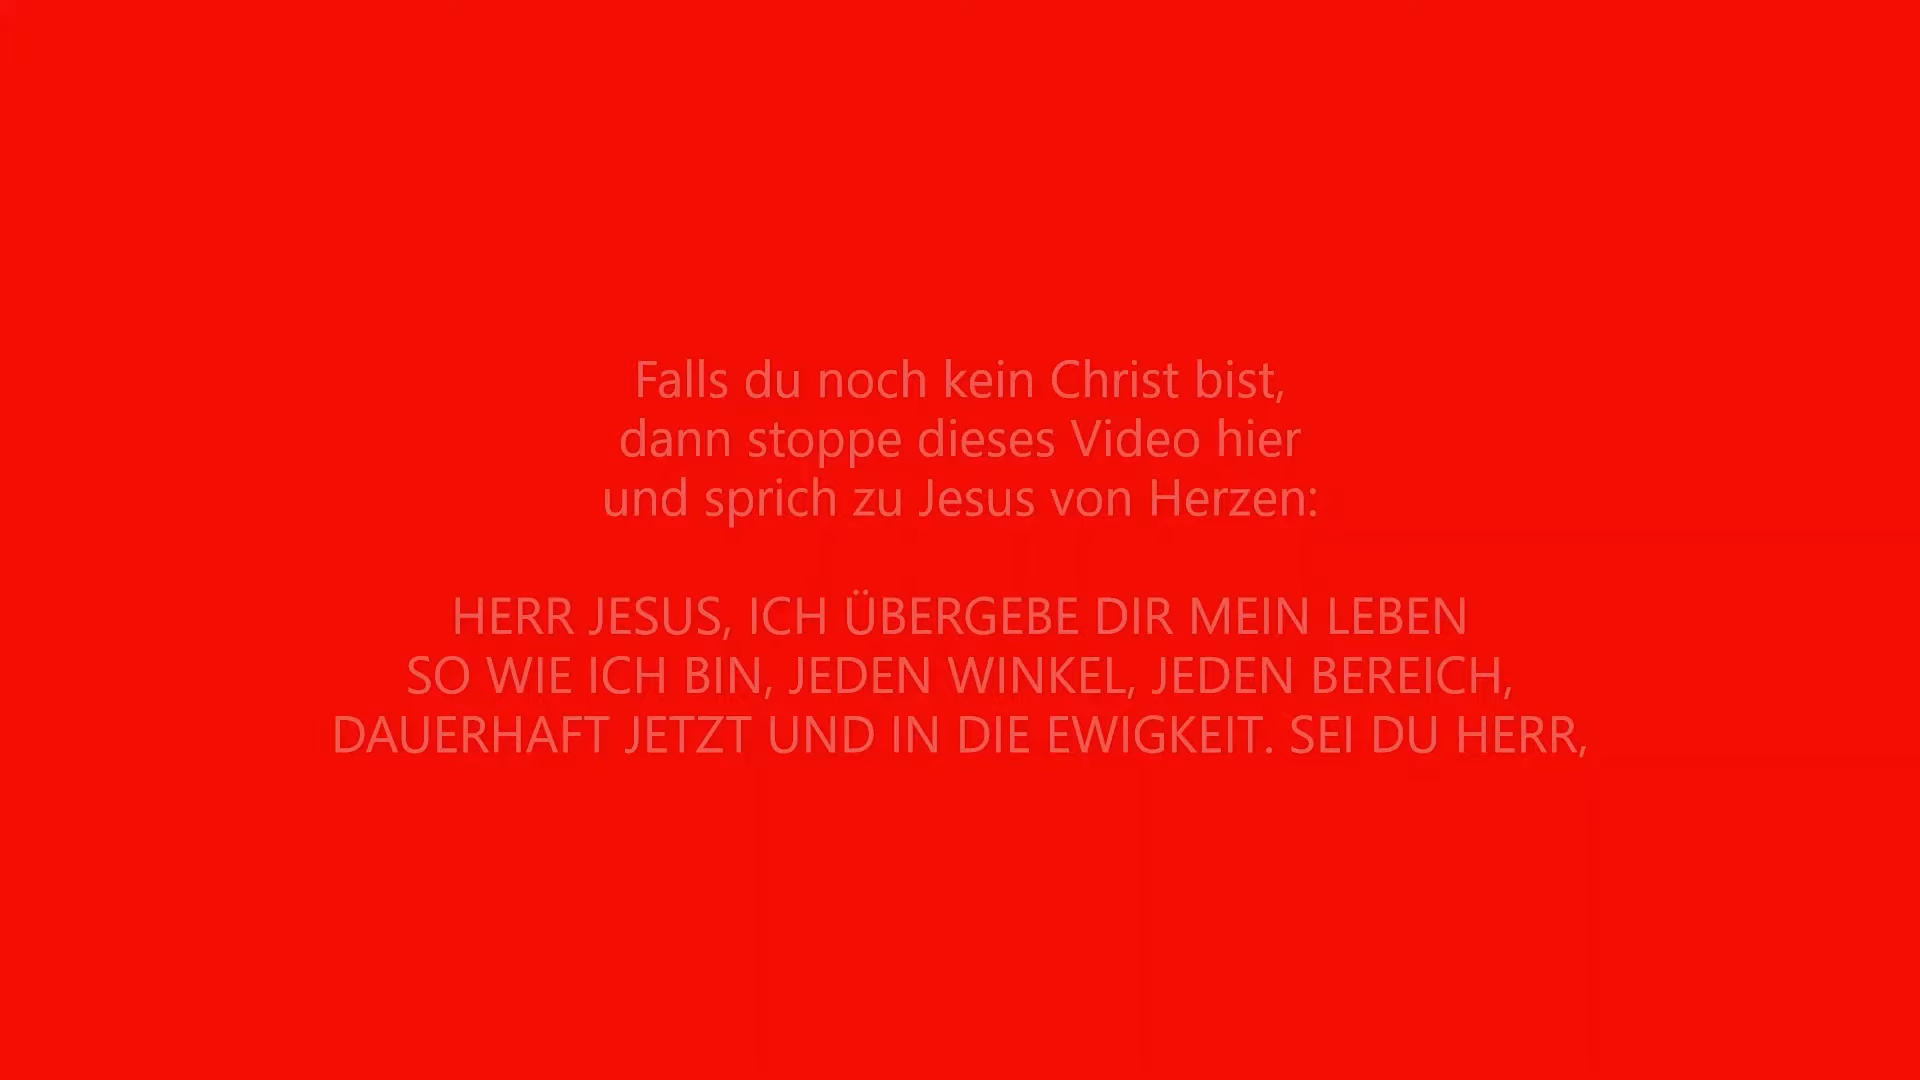 Falls du noch kein Christ bist,
dann stoppe dieses Video hier
und sprich zu Jesus von Herzen:
HERR JESUS, ICH ÜBERGEBE DIR MEIN LEBEN
SO WIE ICH BIN, JEDEN WINKEL, JEDEN BEREICH,
DAUERHAFT JETZT UND IN DIE EWIGKEIT. SEI DU HERR,